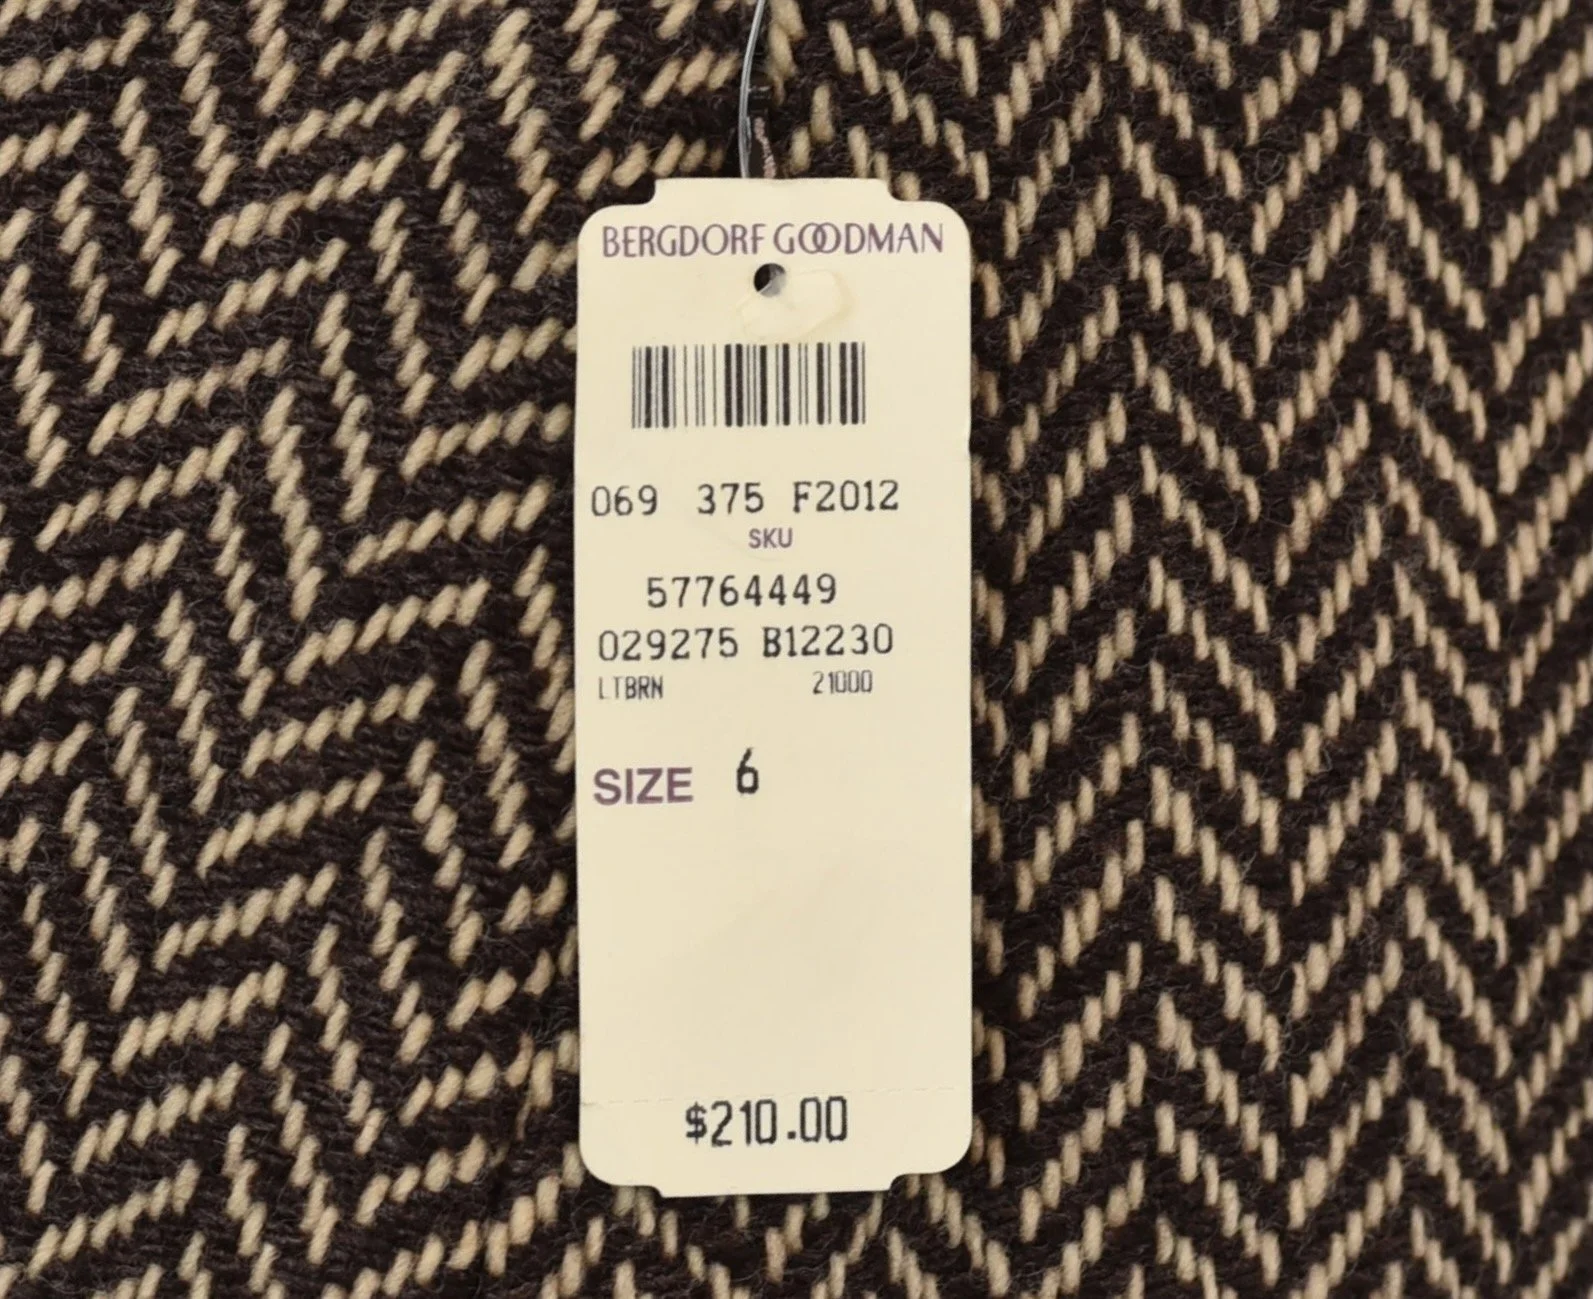 BERGDORF GOODMAN
069 375 F2012
SKU
57764449
029275 B12230
LTBRN 21000
SIZE 6
$210.00